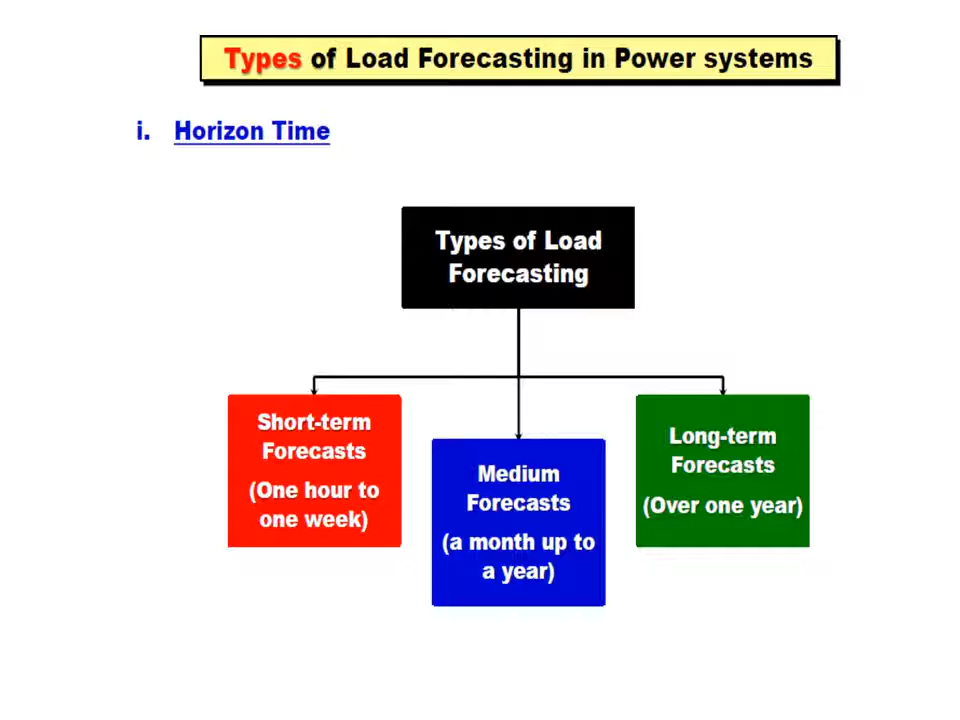 Types of Load Forecasting in Power systems
i. Horizon Time
Types of Load
Forecasting
Short-term
Forecasts
(One hour to
one week)
Medium
Forecasts
(a month up to
a year)
Long-term
Forecasts
(Over one year)